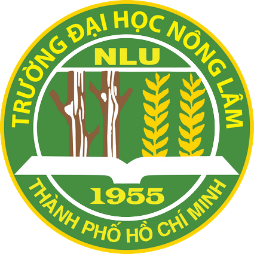 TRƯỜNG ĐẠI HỌC NÔNG LÂM
NLU
1955
THÀNH PHỐ HỒ CHÍ MINH